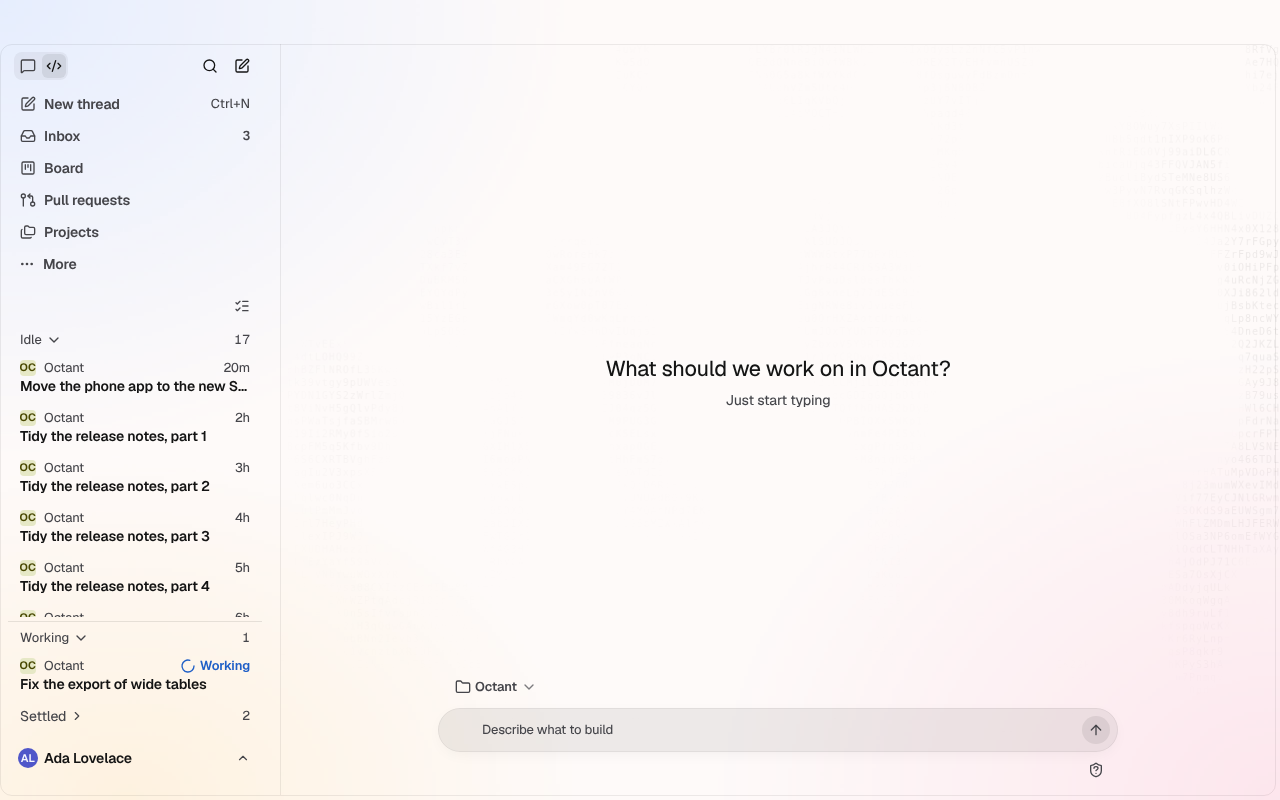 New thread Ctrl+N
Inbox 3
Board
Pull requests
Projects
More
Idle 17
OC Octant 20m
Move the phone app to the new S...
OC Octant 2h
Tidy the release notes, part 1
OC Octant 3h
Tidy the release notes, part 2
OC Octant 4h
Tidy the release notes, part 3
OC Octant 5h
Tidy the release notes, part 4
OC Octant 6h
Working 1
OC Octant Working
Fix the export of wide tables
Settled 2
AL Ada Lovelace
What should we work on in Octant?
Just start typing
Octant
Describe what to build